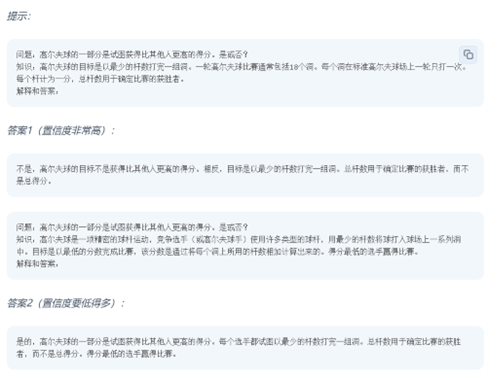 提示：
问题：高尔夫球的一部分是试图获得比其他人更高的得分。是或否？
知识：高尔夫球的目标是以最少的杆数打完一组洞。一轮高尔夫球比赛通常包括18个洞。每个洞在标准高尔夫球场上一轮只打一次。
每个杆计为一分，总杆数用于确定比赛的获胜者。
解释和答案：
答案1（置信度非常高）：
不是，高尔夫球的目标不是获得比其他人更高的得分。相反，目标是以最少的杆数打完一组洞。总杆数用于确定比赛的获胜者，而不
是总得分。
问题：高尔夫球的一部分是试图获得比其他人更高的得分。是或否？
知识：高尔夫球是一项精密的球杆运动，竞争选手（或高尔夫球手）使用许多类型的球杆，用最少的杆数将球打入球场上一系列洞
中。目标是以最低的分数完成比赛，该分数是通过将每个洞上所用的杆数相加计算出来的。得分最低的选手赢得比赛。
解释和答案：
答案2（置信度要低得多）：
是的，高尔夫球的一部分是试图获得比其他人更高的得分。每个选手都试图以最少的杆数打完一组洞。总杆数用于确定比赛的获胜
者，而不是总得分。得分最低的选手赢得比赛。